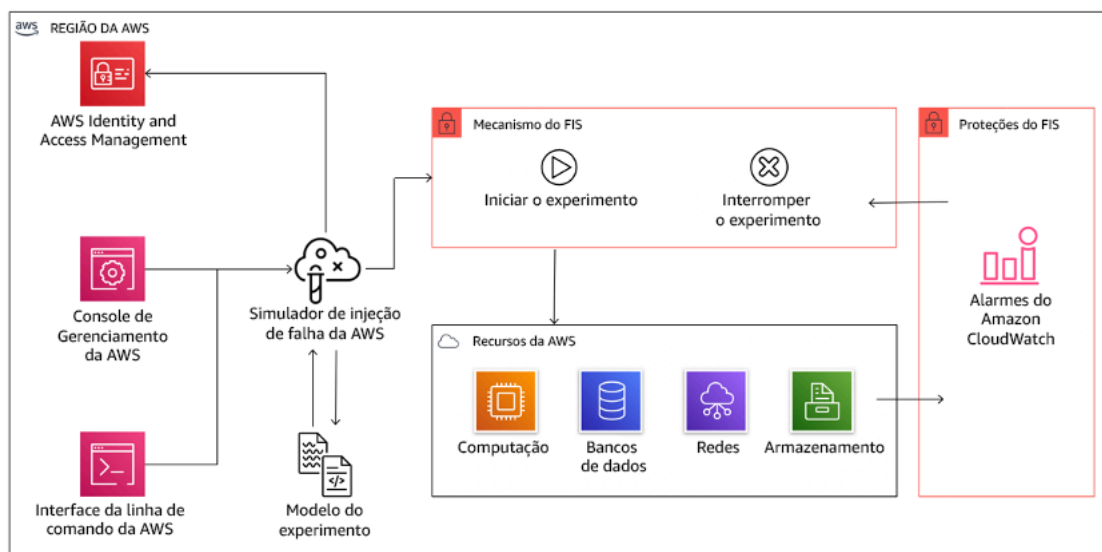 aws
REGIÃO DA AWS
AWS Identity and
Access Management
Console de
Gerenciamento
da AWS
Interface da linha de
comando da AWS
Simulador de injeção
de falha da AWS
</>
Modelo do
experimento
Mecanismo do FIS
Iniciar o experimento
Interromper
o experimento
Recursos da AWS
Computação
Bancos
de dados
Redes
Armazenamento
Proteções do FIS
Alarmes do
Amazon
CloudWatch